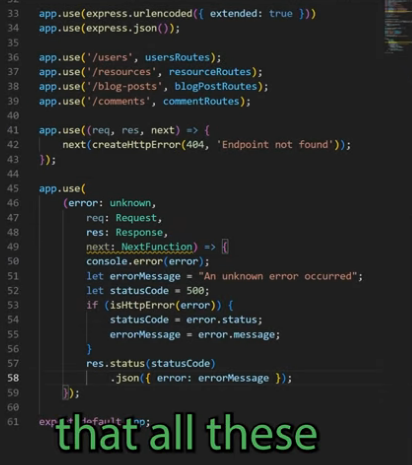 33 app.use(express.urlencoded({ extended: true }))
34 app.use(express.json());
35
36 app.use('/users', usersRoutes);
37 app.use('/resources', resourceRoutes);
38 app.use('/blog-posts', blogPostRoutes);
39 app.use('/comments', commentRoutes);
40
41 app.use((req, res, next) => {
42 next(createHttpError(404, 'Endpoint not found'));
43 });
44
45 app.use(
46 (error: unknown,
47 req: Request,
48 res: Response,
49 next: NextFunction) => {
50 console.error(error);
51 let errorMessage = "An unknown error occurred";
52 let statusCode = 500;
53 if (isHttpError(error)) {
54 statusCode = error.status;
55 errorMessage = error.message;
56 }
57 res.status(statusCode)
58 .json({ error: errorMessage });
59 });
60
61 export default app;
that all these